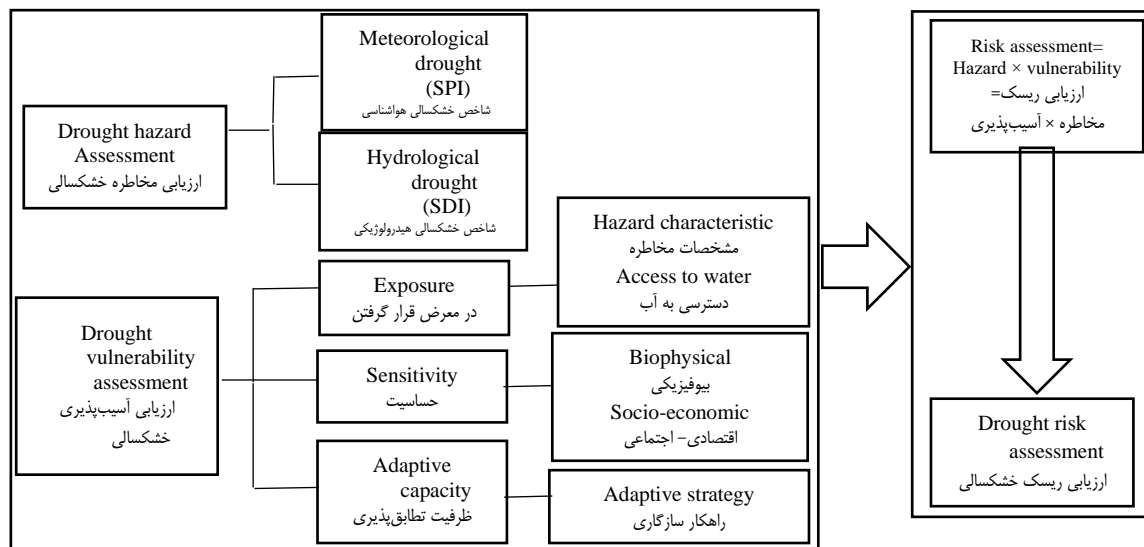 Drought hazard
Assessment
ارزیابی مخاطره خشکسالی
Meteorological
drought
(SPI)
شاخص خشکسالی هواشناسی
Hydrological
drought
(SDI)
شاخص خشکسالی هیدرولوژیکی
Drought
vulnerability
assessment
ارزیابی آسیب‌پذیری
خشکسالی
Exposure
در معرض قرار گرفتن
Hazard characteristic
مشخصات مخاطره
Access to water
دسترسی به آب
Sensitivity
حساسیت
Biophysical
بیوفیزیکی
Socio-economic
اقتصادی- اجتماعی
Adaptive
capacity
ظرفیت تطابق‌پذیری
Adaptive strategy
راهکار سازگاری
Risk assessment=
Hazard × vulnerability
ارزیابی ریسک=
مخاطره × آسیب‌پذیری
Drought risk
assessment
ارزیابی ریسک خشکسالی